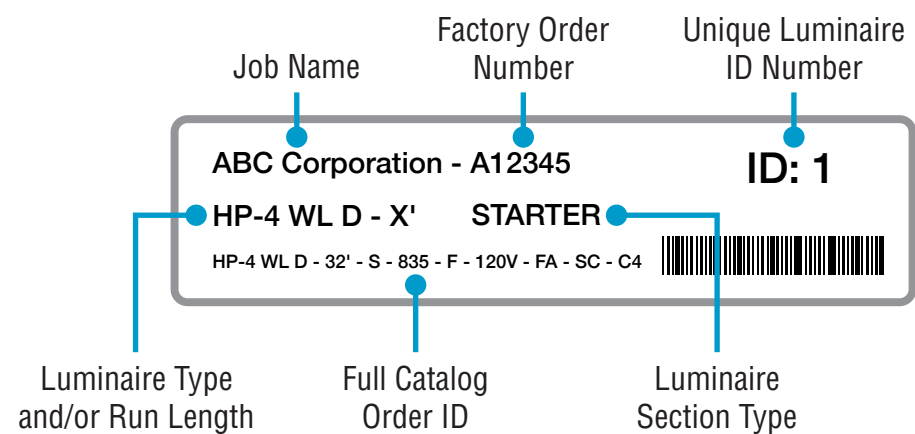 Factory Order
Number
Unique Luminaire
ID Number
Job Name
ABC Corporation - A12345
ID: 1
HP-4 WL D - X'
STARTER
HP-4 WL D - 32' - S - 835 - F - 120V - FA - SC - C4
Luminaire Type
and/or Run Length
Full Catalog
Order ID
Luminaire
Section Type